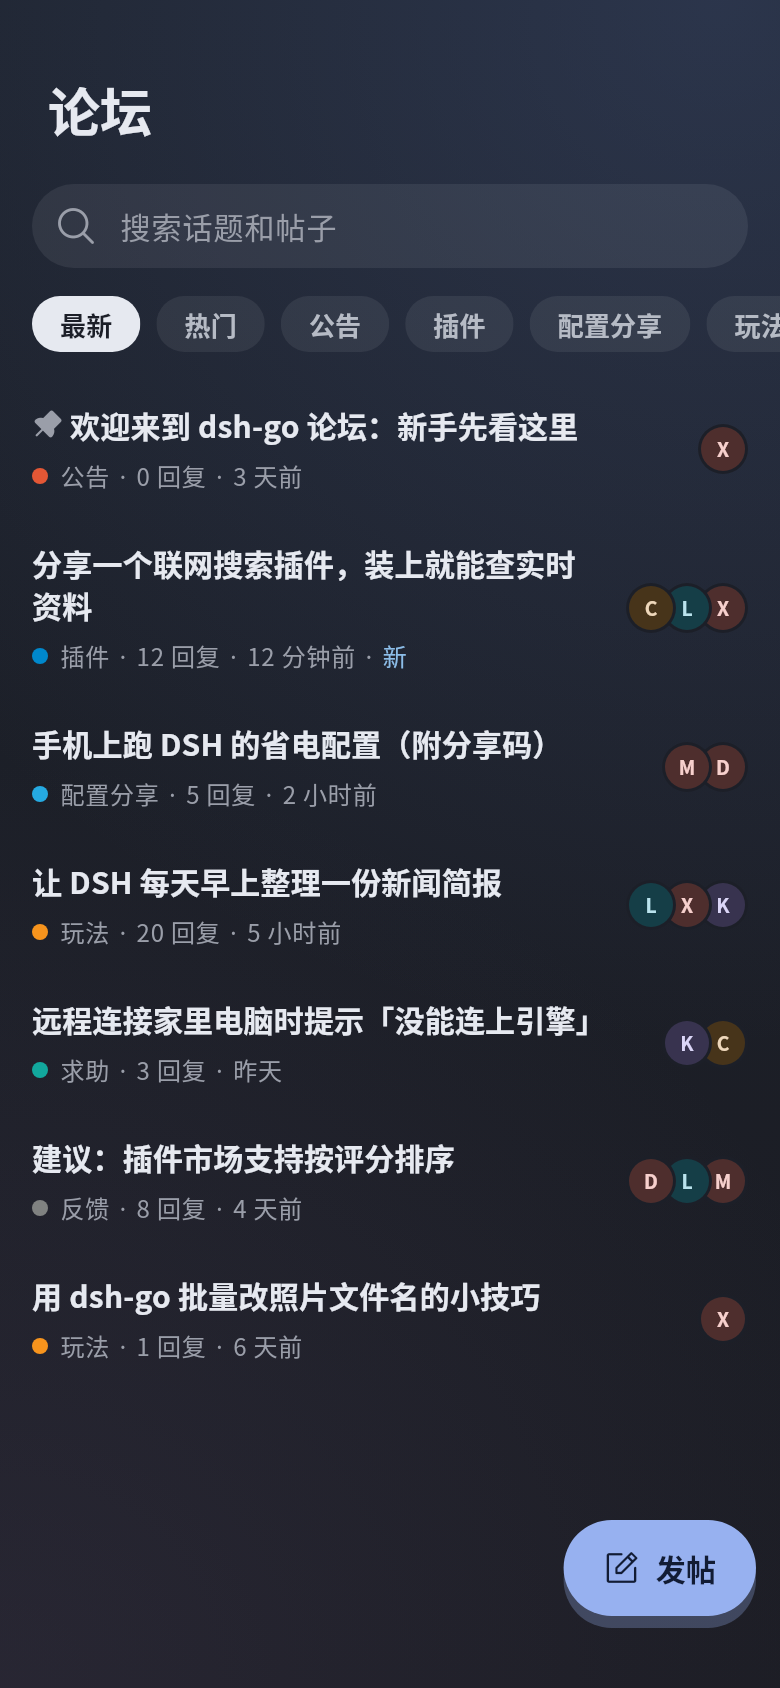 论坛
搜索话题和帖子
最新 热门 公告 插件 配置分享 玩法
欢迎来到 dsh-go 论坛：新手先看这里
公告 · 0 回复 · 3 天前
X
分享一个联网搜索插件，装上就能查实时
资料
插件 · 12 回复 · 12 分钟前 · 新
C L X
手机上跑 DSH 的省电配置（附分享码）
配置分享 · 5 回复 · 2 小时前
M D
让 DSH 每天早上整理一份新闻简报
玩法 · 20 回复 · 5 小时前
L X K
远程连接家里电脑时提示「没能连上引擎」
求助 · 3 回复 · 昨天
K C
建议：插件市场支持按评分排序
反馈 · 8 回复 · 4 天前
D L M
用 dsh-go 批量改照片文件名的小技巧
玩法 · 1 回复 · 6 天前
X
发帖